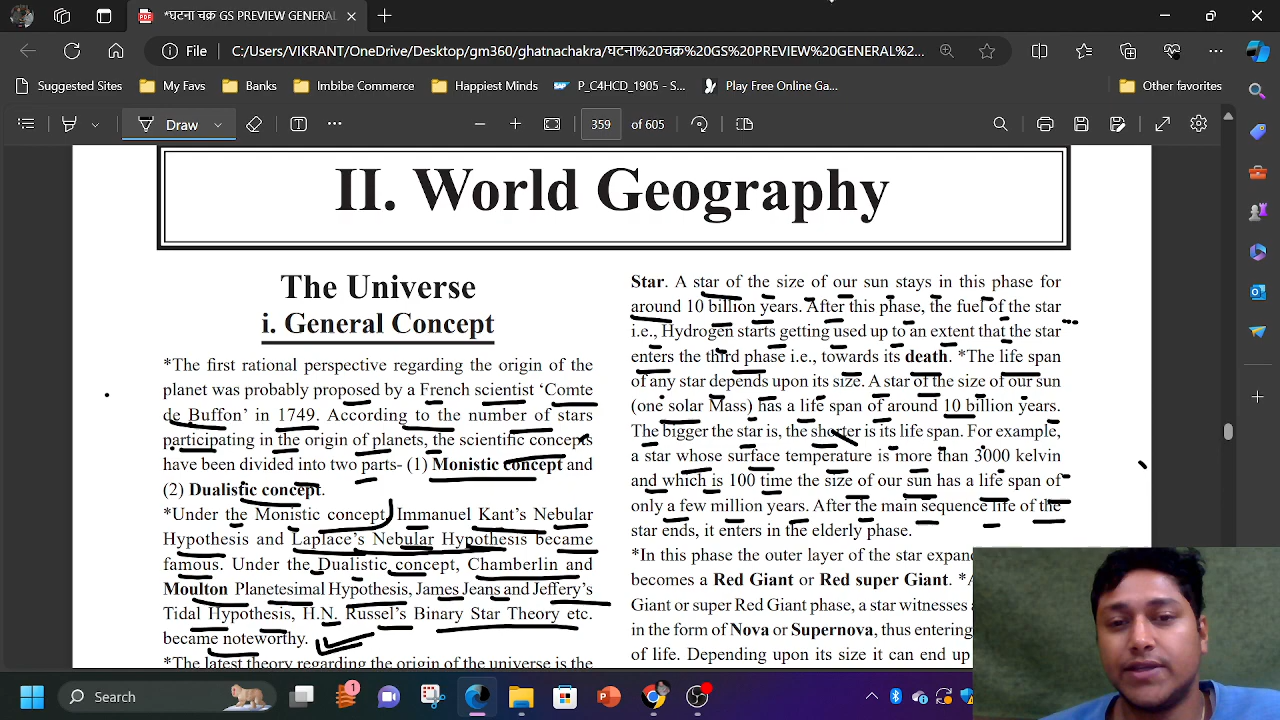 *घटना चक्र GS PREVIEW GENERAL
File
C:/Users/VIKRANT/OneDrive/Desktop/gm360/ghatnachakra/घटना%20चक्र%20GS%20PREVIEW%20GENERAL%2...
Suggested Sites
My Favs
Banks
Imbibe Commerce
Happiest Minds
P_C4HCD_1905 - S...
Play Free Online Ga...
Other favorites
Draw
359 of 605
II. World Geography
The Universe
i. General Concept
*The first rational perspective regarding the origin of the
planet was probably proposed by a French scientist ‘Comte
de Buffon’ in 1749. According to the number of stars
participating in the origin of planets, the scientific concepts
have been divided into two parts- (1) Monistic concept and
(2) Dualistic concept.
*Under the Monistic concept, Immanuel Kant’s Nebular
Hypothesis and Laplace’s Nebular Hypothesis became
famous. Under the Dualistic concept, Chamberlin and
Moulton Planetesimal Hypothesis, James Jeans and Jeffery’s
Tidal Hypothesis, H.N. Russel’s Binary Star Theory etc.
became noteworthy.
*The latest theory regarding the origin of the universe is the
Star. A star of the size of our sun stays in this phase for
around 10 billion years. After this phase, the fuel of the star
i.e., Hydrogen starts getting used up to an extent that the star
enters the third phase i.e., towards its death. *The life span
of any star depends upon its size. A star of the size of our sun
(one solar Mass) has a life span of around 10 billion years.
The bigger the star is, the shorter is its life span. For example,
a star whose surface temperature is more than 3000 kelvin
and which is 100 time the size of our sun has a life span of
only a few million years. After the main sequence life of the
star ends, it enters in the elderly phase.
*In this phase the outer layer of the star expan
becomes a Red Giant or Red super Giant. *A
Giant or super Red Giant phase, a star witnesses
in the form of Nova or Supernova, thus entering
of life. Depending upon its size it can end up
Search
1